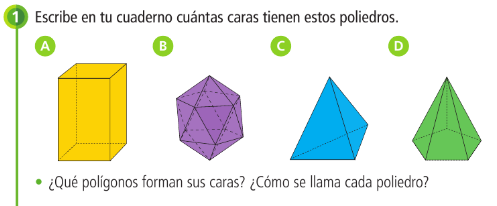 1 Escribe en tu cuaderno cuántas caras tienen estos poliedros.
A B C D
• ¿Qué polígonos forman sus caras? ¿Cómo se llama cada poliedro?